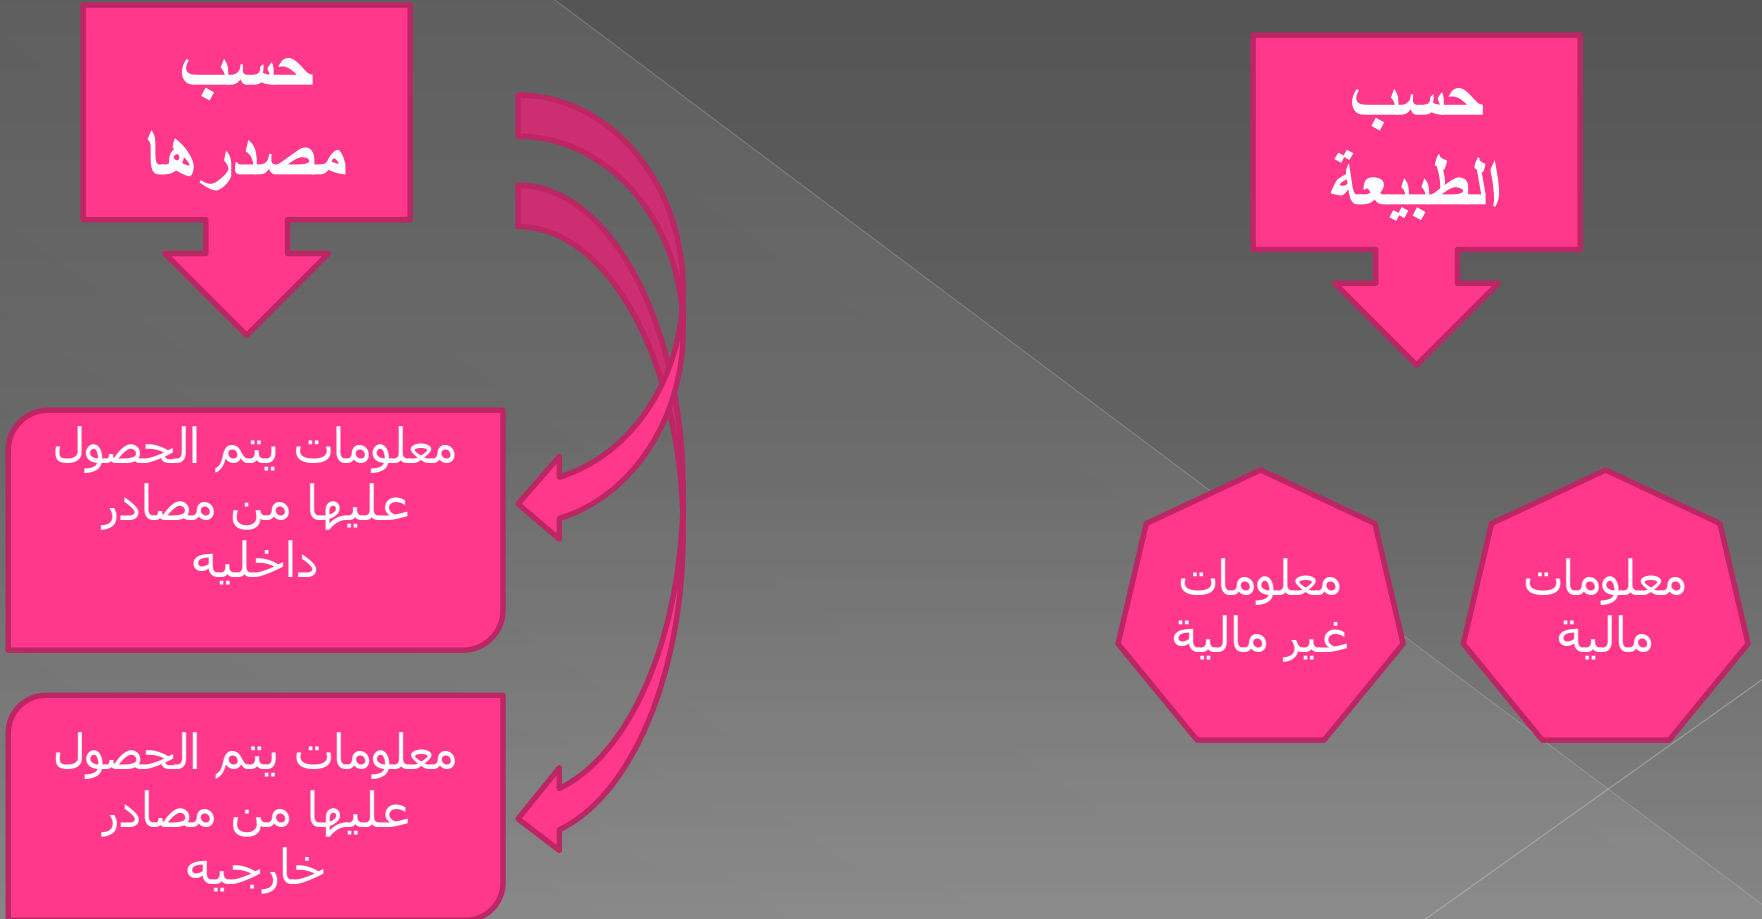 حسب
الطبيعة
معلومات
مالية
معلومات
غير مالية
حسب
مصدرها
معلومات يتم الحصول
عليها من مصادر
داخليه
معلومات يتم الحصول
عليها من مصادر
خارجيه